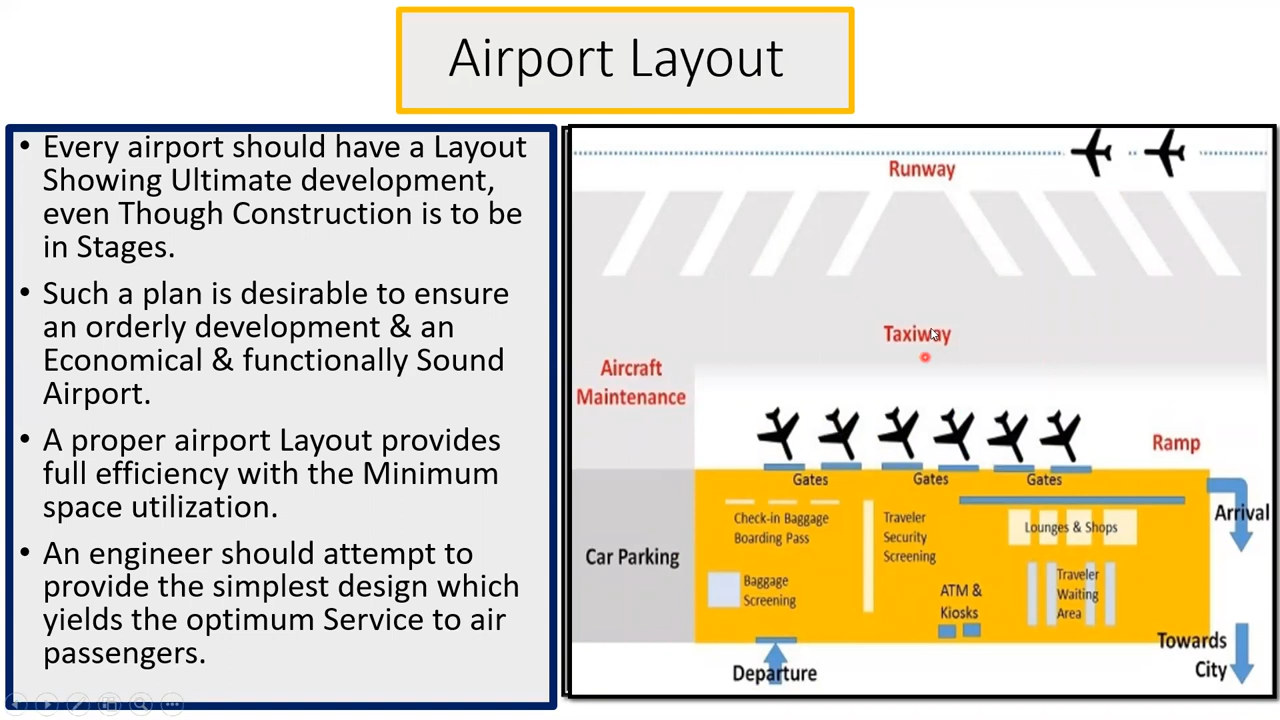 Airport Layout
• Every airport should have a Layout
Showing Ultimate development,
even Though Construction is to be
in Stages.
• Such a plan is desirable to ensure
an orderly development & an
Economical & functionally Sound
Airport.
• A proper airport Layout provides
full efficiency with the Minimum
space utilization.
• An engineer should attempt to
provide the simplest design which
yields the optimum Service to air
passengers.
Runway
Taxiway
Aircraft
Maintenance
Ramp
Gates
Gates
Gates
Arrival
Check-in Baggage
Boarding Pass
Traveler
Security
Screening
Lounges & Shops
Car Parking
Baggage
Screening
ATM &
Kiosks
Traveler
Waiting
Area
Towards
City
Departure